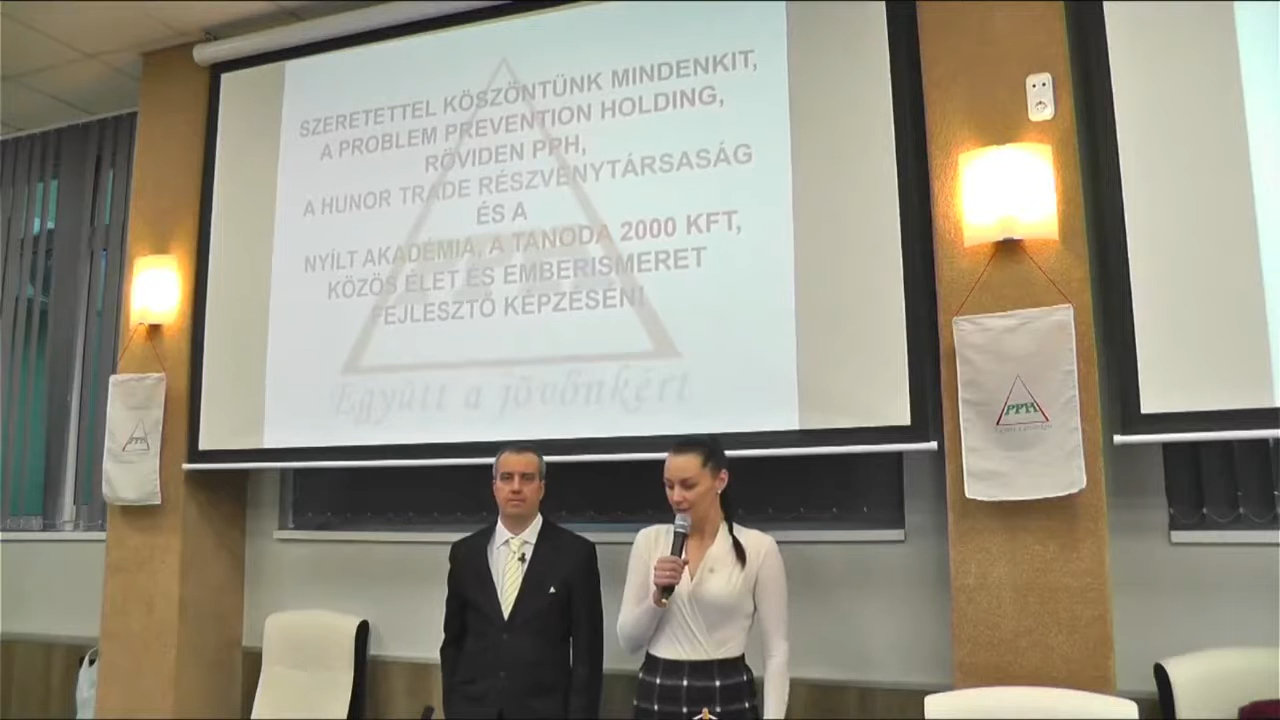 SZERETETTEL KÖSZÖNTÜNK MINDENKIT,
A PROBLEM PREVENTION HOLDING,
RÖVIDEN PPH,
A HUNOR TRADE RÉSZVÉNYTÁRSASÁG
ÉS A
NYÍLT AKADÉMIA, A TANODA 2000 KFT,
KÖZÖS ÉLET ÉS EMBERISMERET
FEJLESZTŐ KÉPZÉSÉN!
Együtt a jövőnkért
PPH
PPH